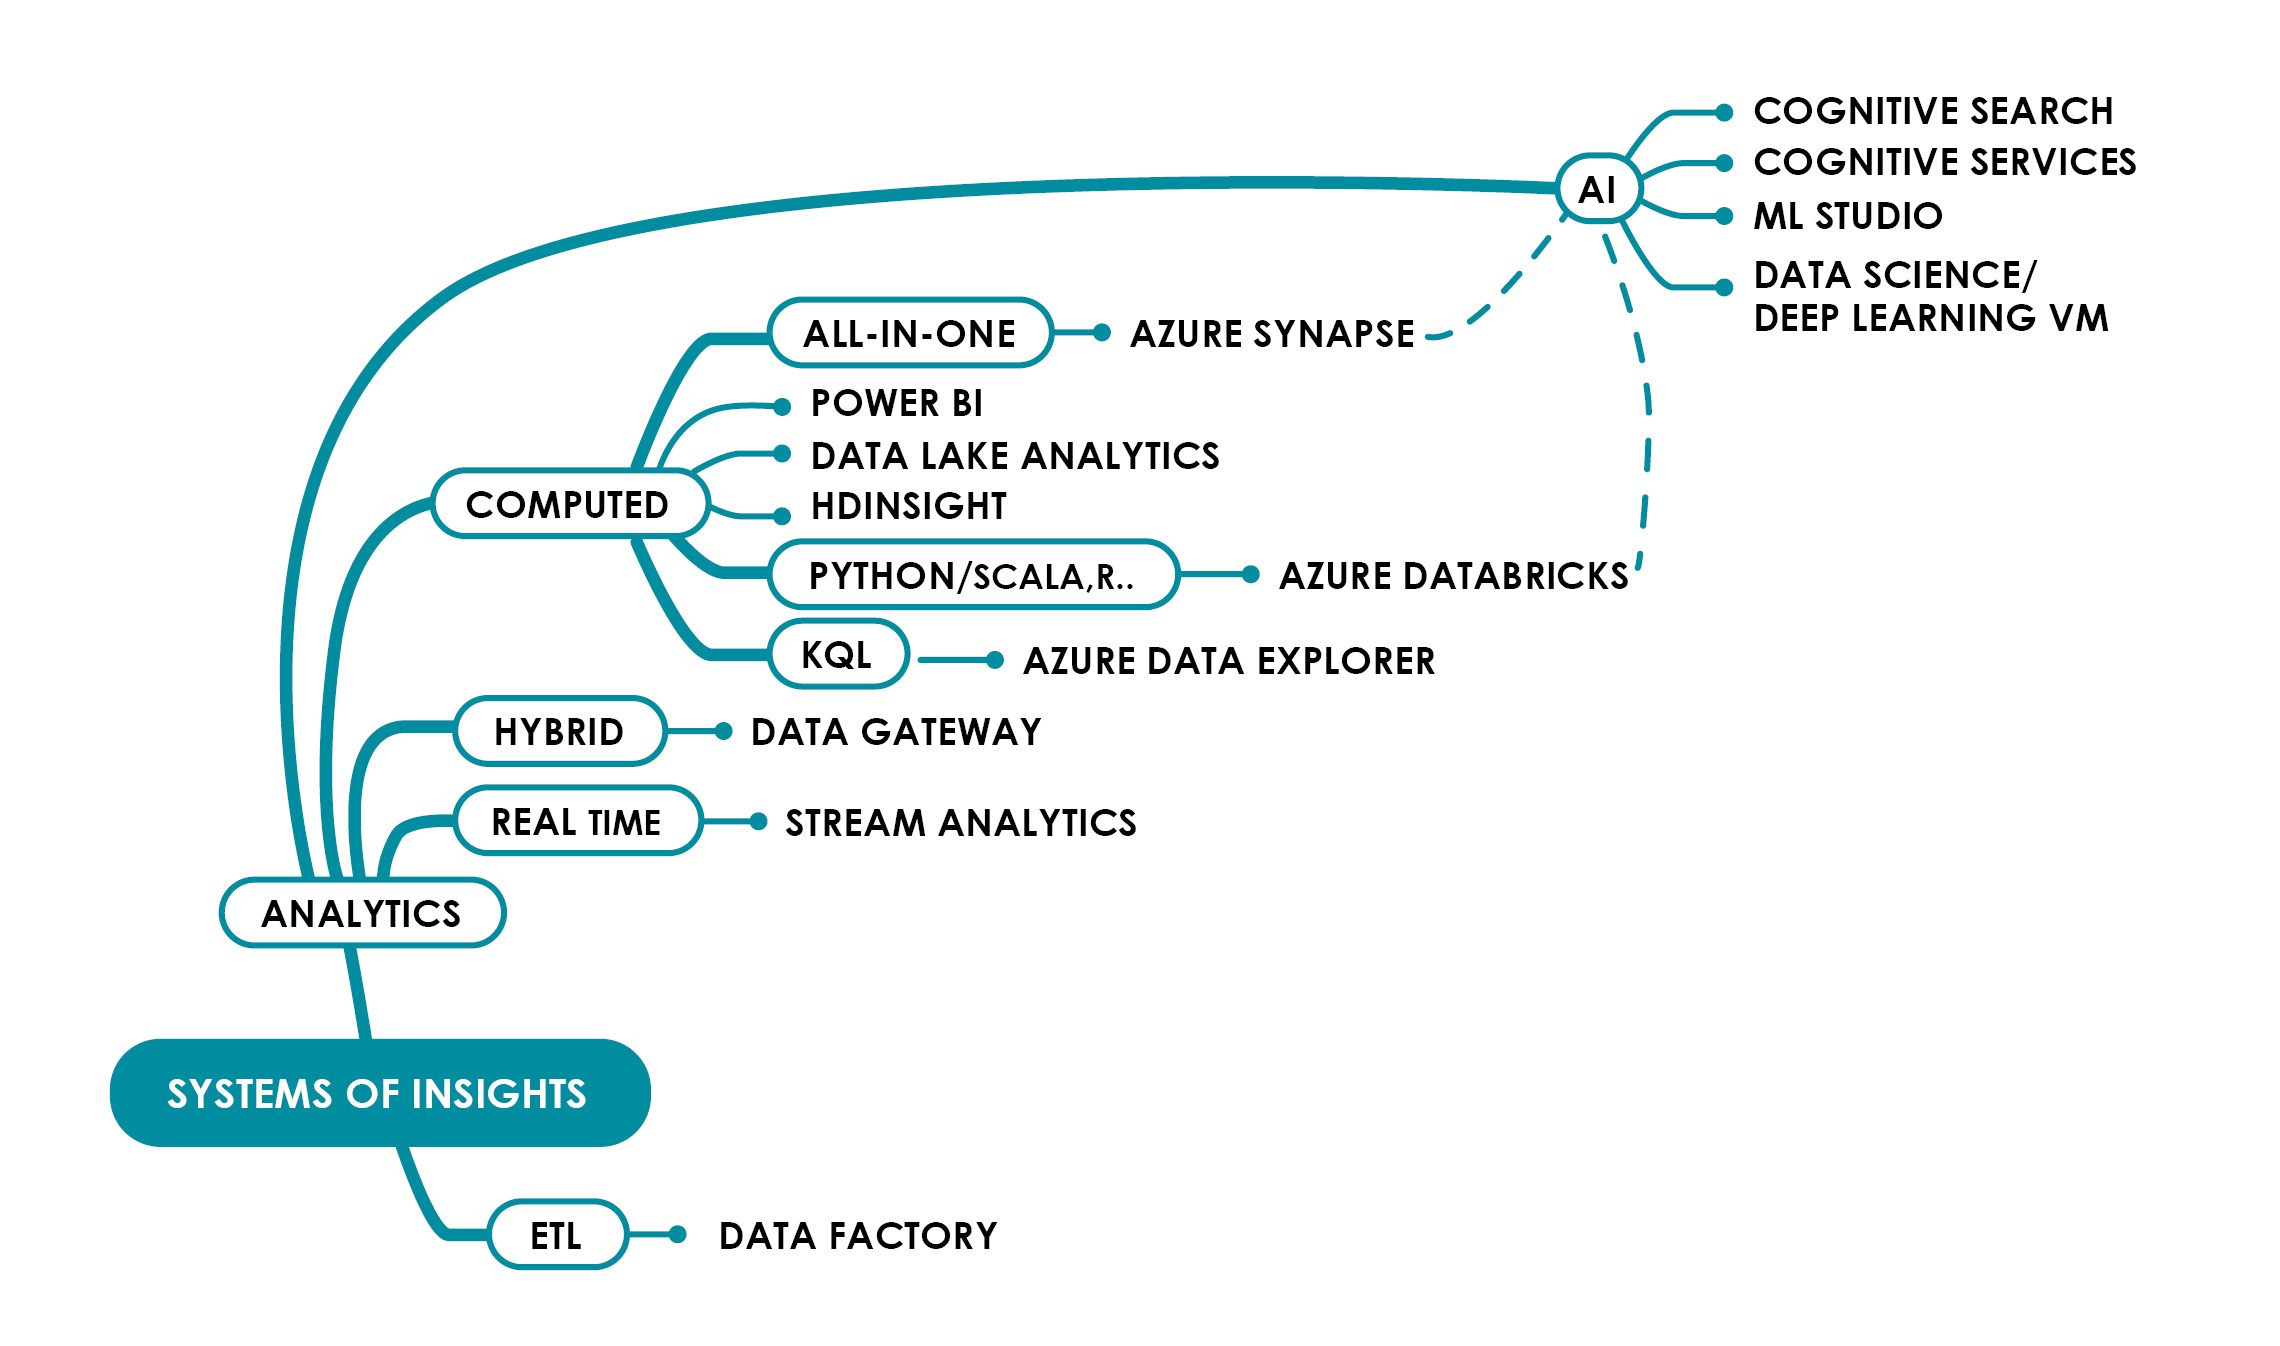 COGNITIVE SEARCH
COGNITIVE SERVICES
AI
ML STUDIO
DATA SCIENCE/
DEEP LEARNING VM
ALL-IN-ONE
AZURE SYNAPSE
POWER BI
DATA LAKE ANALYTICS
COMPUTED
HDINSIGHT
PYTHON/SCALA,R..
AZURE DATABRICKS
KQL
AZURE DATA EXPLORER
HYBRID
DATA GATEWAY
REAL TIME
STREAM ANALYTICS
ANALYTICS
SYSTEMS OF INSIGHTS
ETL
DATA FACTORY